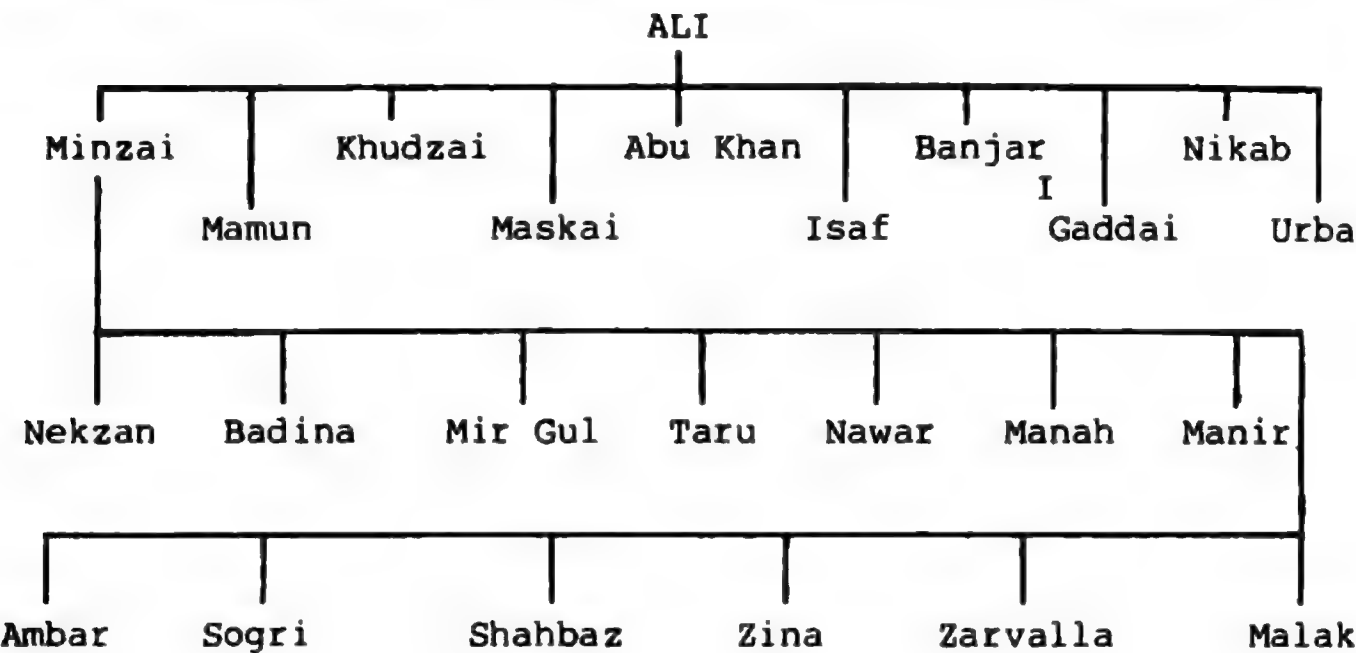 ALI
Minzai Khudzai Abu Khan Banjar Nikab
I
Mamun Maskai Isaf Gaddai Urba
Nekzan Badina Mir Gul Taru Nawar Manah Manir
Ambar Sogri Shahbaz Zina Zarvalla Malak